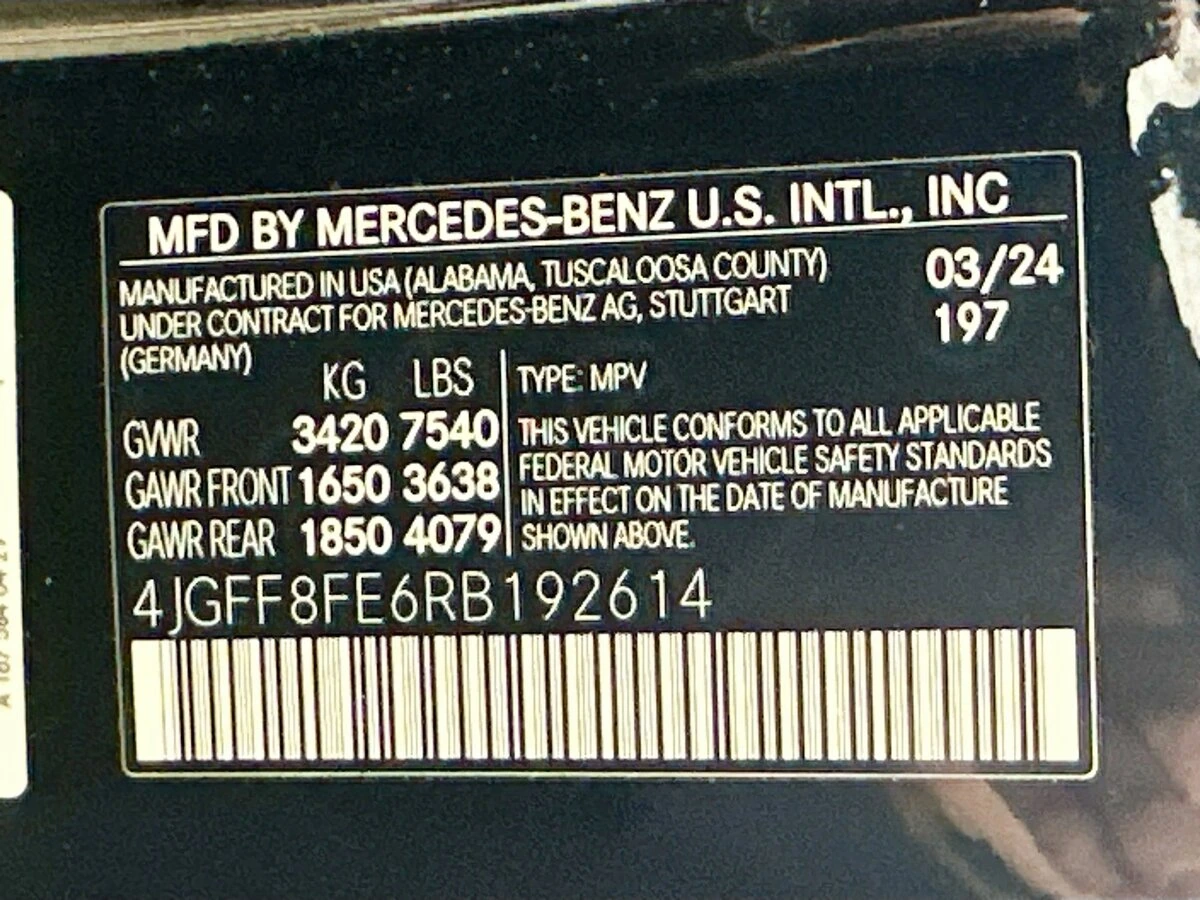 MFD BY MERCEDES-BENZ U.S. INTL., INC
MANUFACTURED IN USA (ALABAMA, TUSCALOOSA COUNTY) 03/24
UNDER CONTRACT FOR MERCEDES-BENZ AG, STUTTGART 197
(GERMANY)
KG LBS
GVWR 3420 7540
GAWR FRONT 1650 3638
GAWR REAR 1850 4079
TYPE: MPV
THIS VEHICLE CONFORMS TO ALL APPLICABLE
FEDERAL MOTOR VEHICLE SAFETY STANDARDS
IN EFFECT ON THE DATE OF MANUFACTURE
SHOWN ABOVE.
4JGFF8FE6RB192614